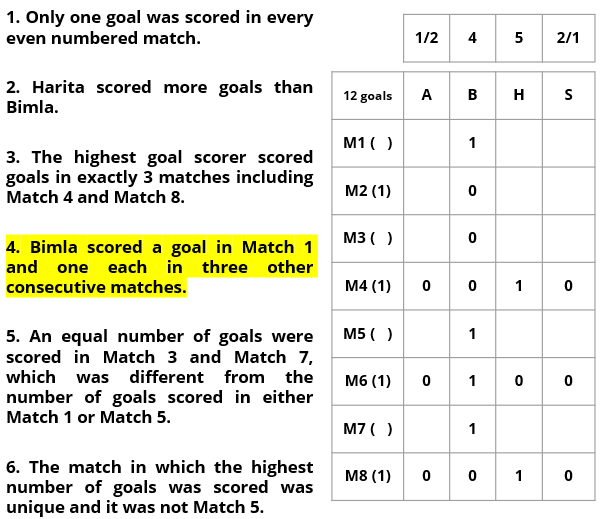 1. Only one goal was scored in every
even numbered match.
2. Harita scored more goals than
Bimla.
3. The highest goal scorer scored
goals in exactly 3 matches including
Match 4 and Match 8.
4. Bimla scored a goal in Match 1
and one each in three other
consecutive matches.
5. An equal number of goals were
scored in Match 3 and Match 7,
which was different from the
number of goals scored in either
Match 1 or Match 5.
6. The match in which the highest
number of goals was scored was
unique and it was not Match 5.
1/2 4 5 2/1
12 goals A B H S
M1 ( ) 1
M2 (1) 0
M3 ( ) 0
M4 (1) 0 0 1 0
M5 ( ) 1
M6 (1) 0 1 0 0
M7 ( ) 1
M8 (1) 0 0 1 0